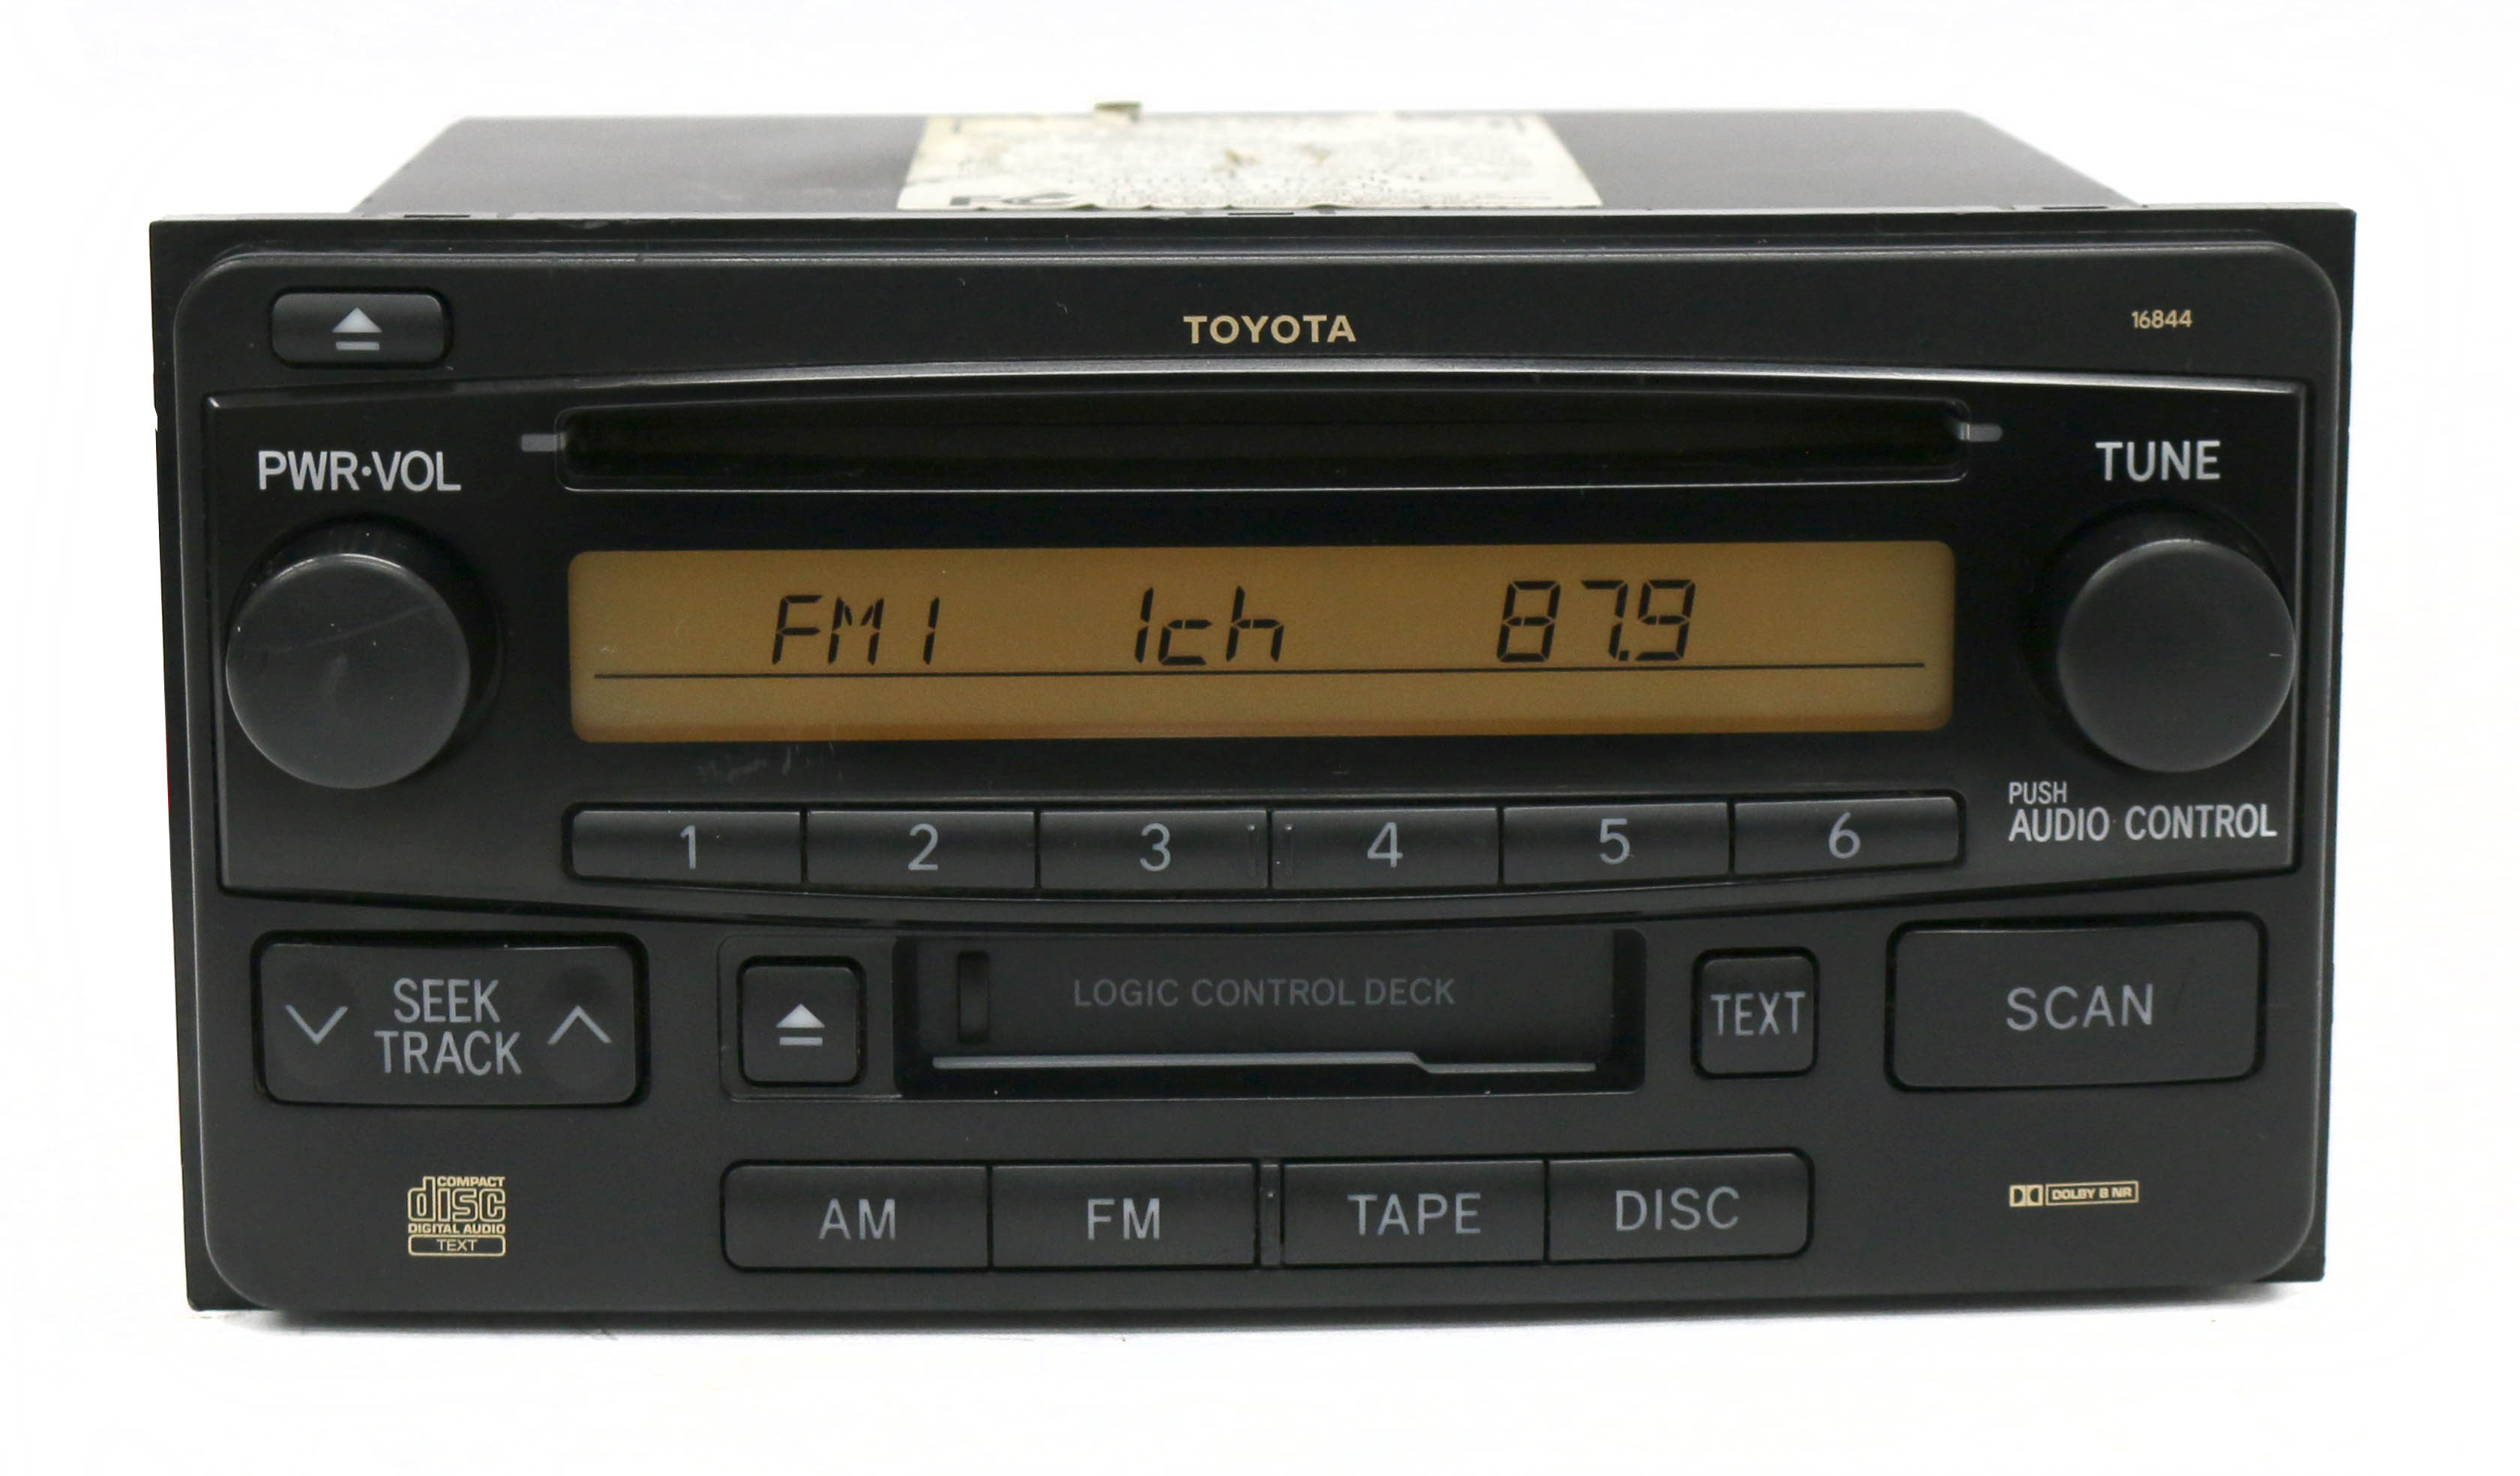 TOYOTA
16844
PWR·VOL
TUNE
FM1 1ch 87.9
PUSH
AUDIO CONTROL
1 2 3 4 5 6
SEEK
TRACK
LOGIC CONTROL DECK
TEXT
SCAN
COMPACT
disc
DIGITAL AUDIO
TEXT
AM FM TAPE DISC
DOLBY B NR